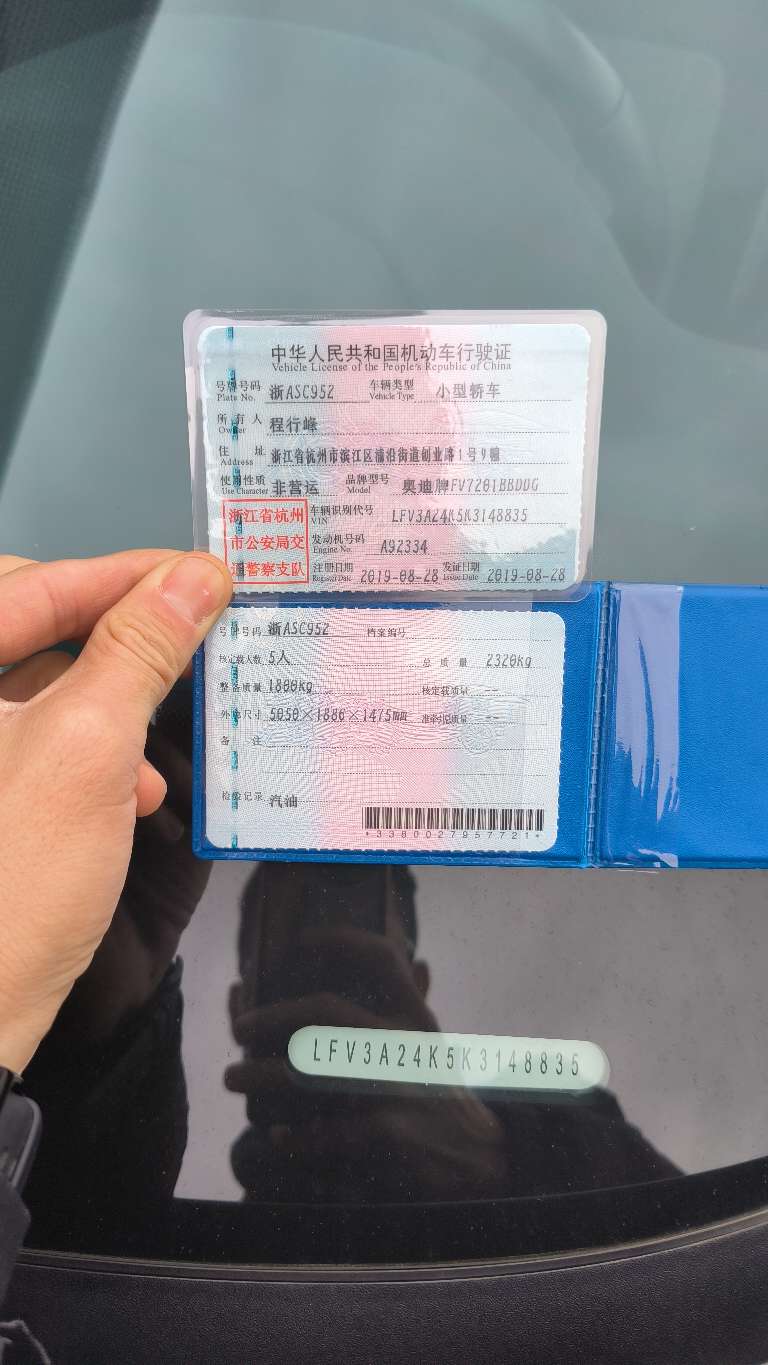 中华人民共和国机动车行驶证
Vehicle License of the People's Republic of China
号牌号码 浙ASC952 车辆类型 小型轿车
Plate No. Vehicle Type
所有人 程行峰
Owner
住址 浙江省杭州市滨江区浦沿街道创业路1号9幢
Address
使用性质 非营运 品牌型号 奥迪牌FV7201BBDDG
Use Character Model
浙江省杭州
市公安局交
通警察支队
车辆识别代号 LFV3A24K5K3148835
VIN
发动机号码 A92334
Engine No.
注册日期 2019-08-28 发证日期 2019-08-28
Register Date Issue Date
号牌号码 浙ASC952 档案编号
核定载人数 5人 总质量 2320kg
整备质量 1800kg 核定载质量 --
外廓尺寸 5050×1886×1475mm 准牵引总质量 --
备注
检验记录 汽油
*3380027957721*
LFV3A24K5K3148835